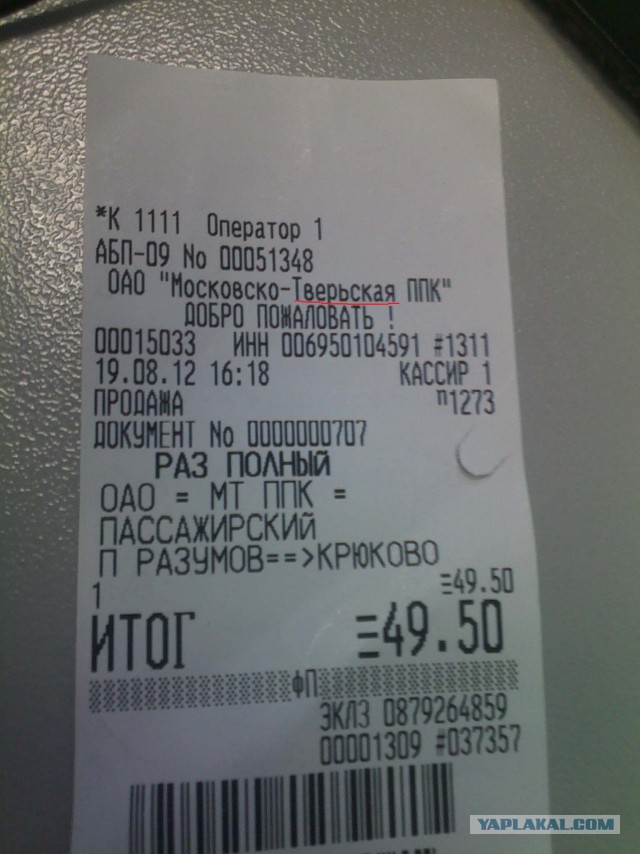 *К 1111 Оператор 1
АБП-09 No 00051348
ОАО "Московско-Тверьская ППК"
ДОБРО ПОЖАЛОВАТЬ !
00015033 ИНН 006950104591 #1311
19.08.12 16:18 КАССИР 1
ПРОДАЖА п1273
ДОКУМЕНТ No 0000000707
РАЗ ПОЛНЫЙ
ОАО = МТ ППК =
ПАССАЖИРСКИЙ
П РАЗУМОВ==>КРЮКОВО
1 ≡49.50
ИТОГ ≡49.50
ФП
ЭКЛЗ 0879264859
00001309 #037357
YAPLAKAL.COM